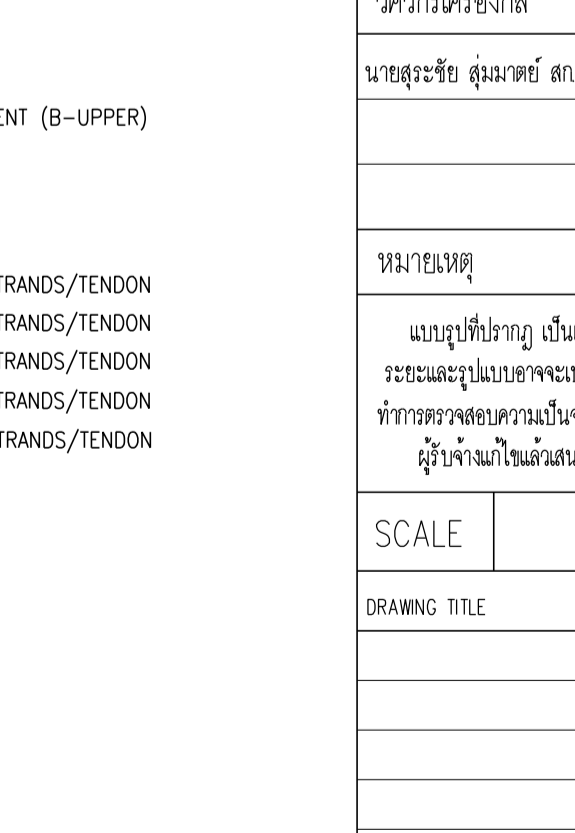 ENT (B-UPPER)
TRANDS/TENDON
TRANDS/TENDON
TRANDS/TENDON
TRANDS/TENDON
TRANDS/TENDON
นายสุระชัย สุ่มมาตย์ สก.
หมายเหตุ
แบบรูปที่ปรากฎ เป็น
ระยะและรูปแบบอาจจะเ
ทำการตรวจสอบความเป็นจ
ผู้รับจ้างแก้ไขแล้วเสน
SCALE
DRAWING TITLE